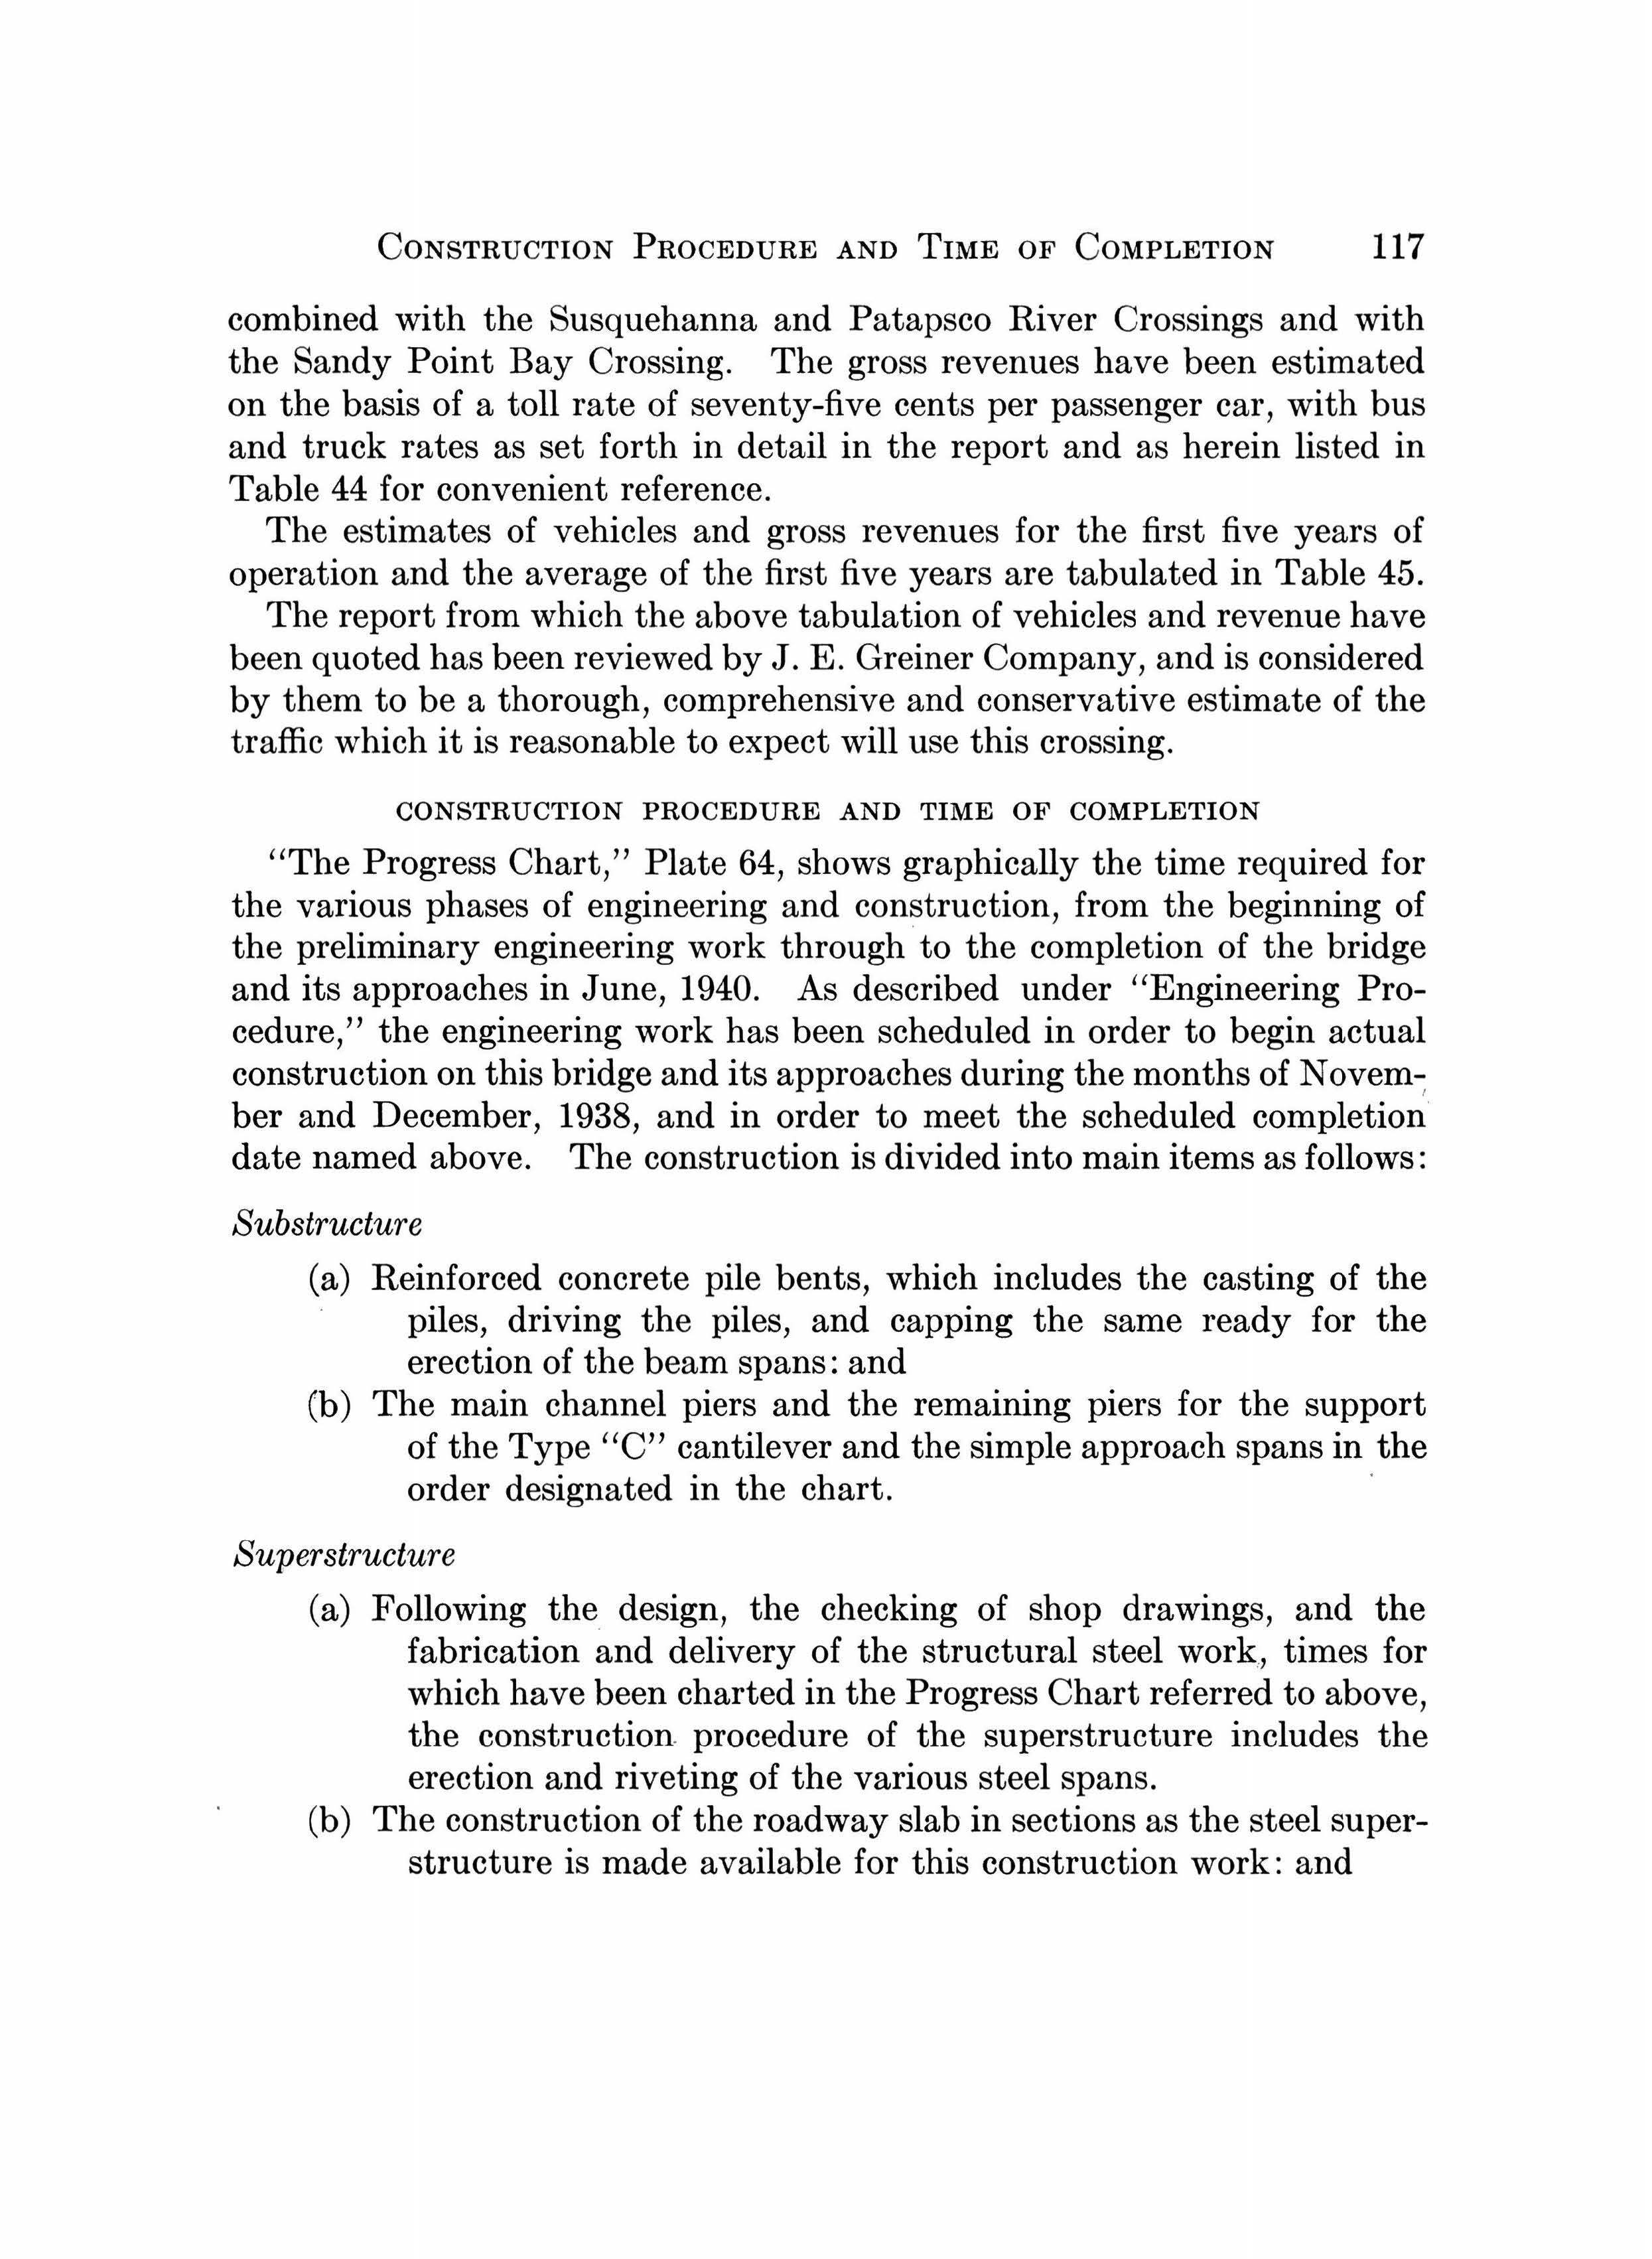 CONSTRUCTION PROCEDURE AND TIME OF COMPLETION 117
combined with the Susquehanna and Patapsco River Crossings and with
the Sandy Point Bay Crossing. The gross revenues have been estimated
on the basis of a toll rate of seventy-five cents per passenger car, with bus
and truck rates as set forth in detail in the report and as herein listed in
Table 44 for convenient reference.
The estimates of vehicles and gross revenues for the first five years of
operation and the average of the first five years are tabulated in Table 45.
The report from which the above tabulation of vehicles and revenue have
been quoted has been reviewed by J. E. Greiner Company, and is considered
by them to be a thorough, comprehensive and conservative estimate of the
traffic which it is reasonable to expect will use this crossing.
CONSTRUCTION PROCEDURE AND TIME OF COMPLETION
“The Progress Chart,” Plate 64, shows graphically the time required for
the various phases of engineering and construction, from the beginning of
the preliminary engineering work through to the completion of the bridge
and its approaches in June, 1940. As described under “Engineering Pro-
cedure,” the engineering work has been scheduled in order to begin actual
construction on this bridge and its approaches during the months of Novem-
ber and December, 1938, and in order to meet the scheduled completion
date named above. The construction is divided into main items as follows:
Substructure
(a) Reinforced concrete pile bents, which includes the casting of the
piles, driving the piles, and capping the same ready for the
erection of the beam spans: and
(b) The main channel piers and the remaining piers for the support
of the Type “C” cantilever and the simple approach spans in the
order designated in the chart.
Superstructure
(a) Following the design, the checking of shop drawings, and the
fabrication and delivery of the structural steel work, times for
which have been charted in the Progress Chart referred to above,
the construction procedure of the superstructure includes the
erection and riveting of the various steel spans.
(b) The construction of the roadway slab in sections as the steel super-
structure is made available for this construction work: and